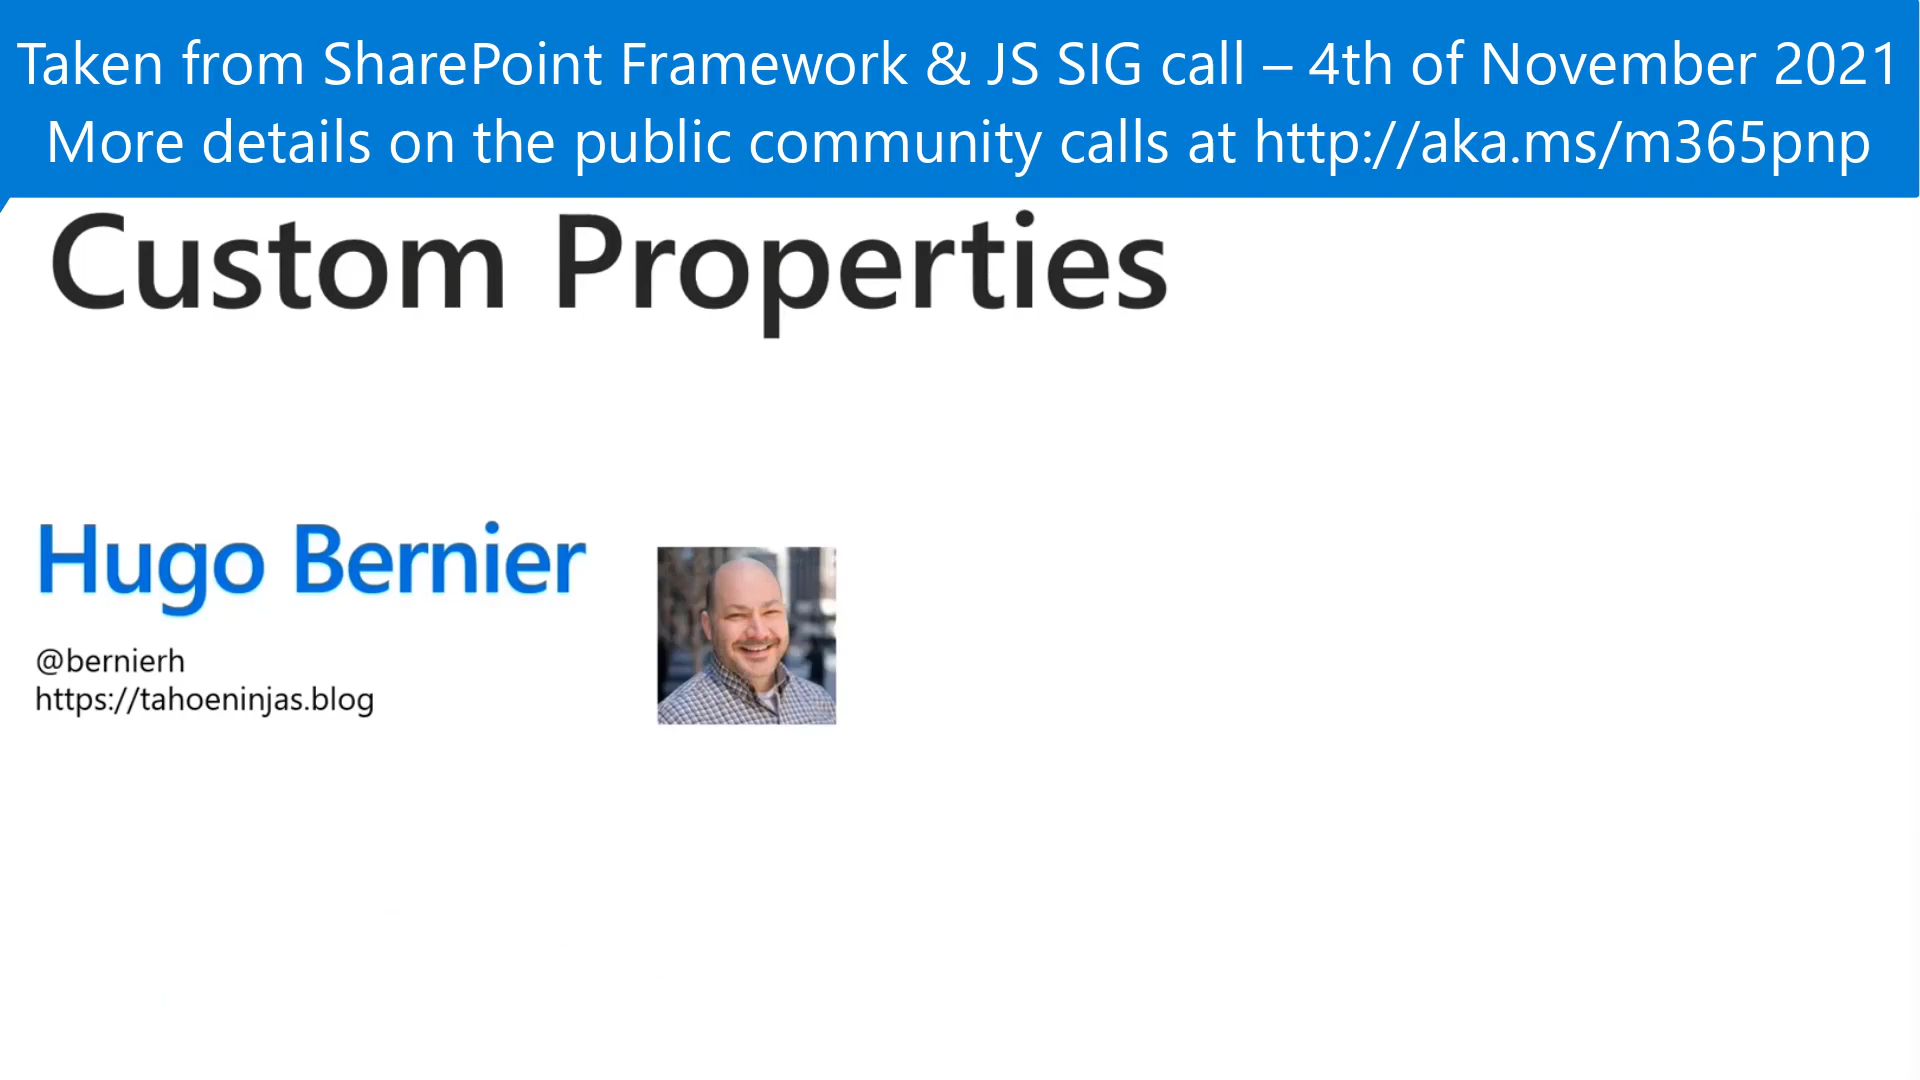 Taken from SharePoint Framework & JS SIG call – 4th of November 2021
More details on the public community calls at http://aka.ms/m365pnp
Custom Properties
Hugo Bernier
@bernierh
https://tahoeninjas.blog